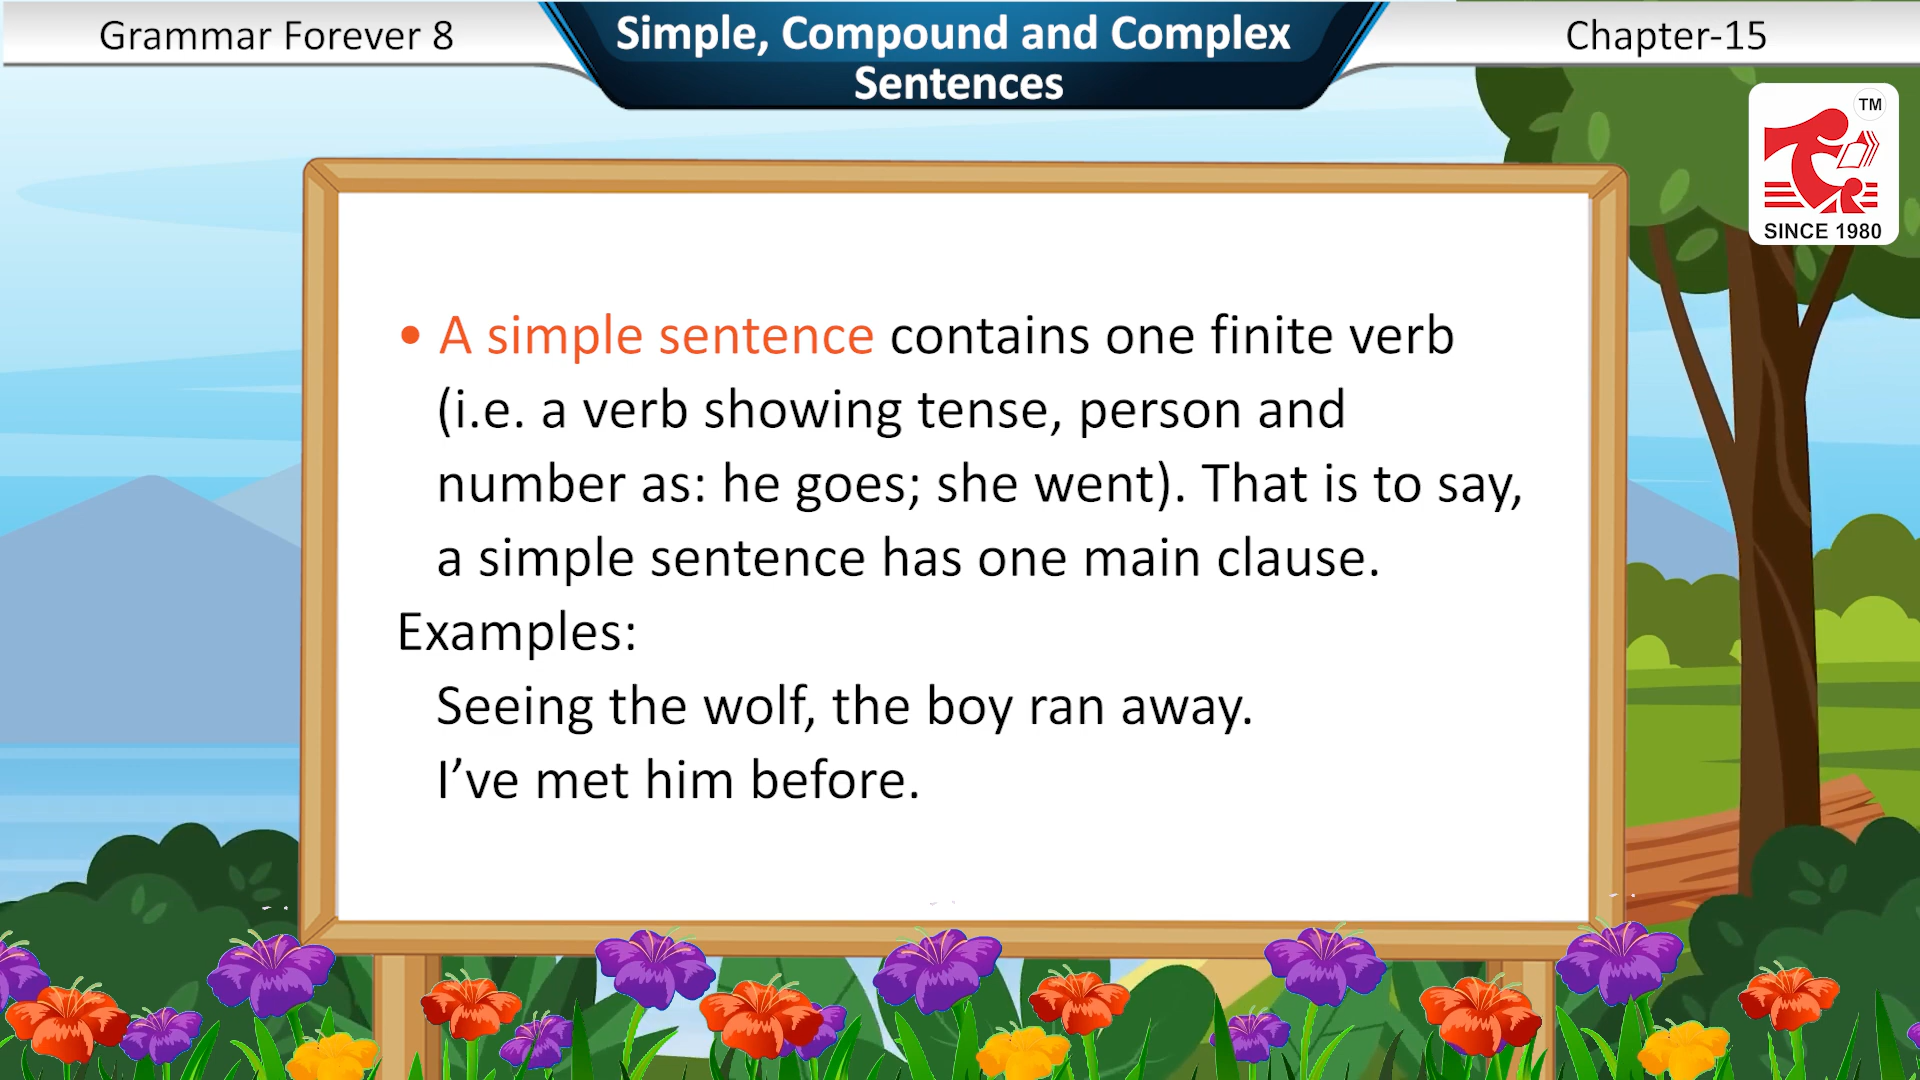 Grammar Forever 8
Simple, Compound and Complex
Sentences
Chapter-15
TM
SINCE 1980
• A simple sentence contains one finite verb
(i.e. a verb showing tense, person and
number as: he goes; she went). That is to say,
a simple sentence has one main clause.
Examples:
Seeing the wolf, the boy ran away.
I’ve met him before.